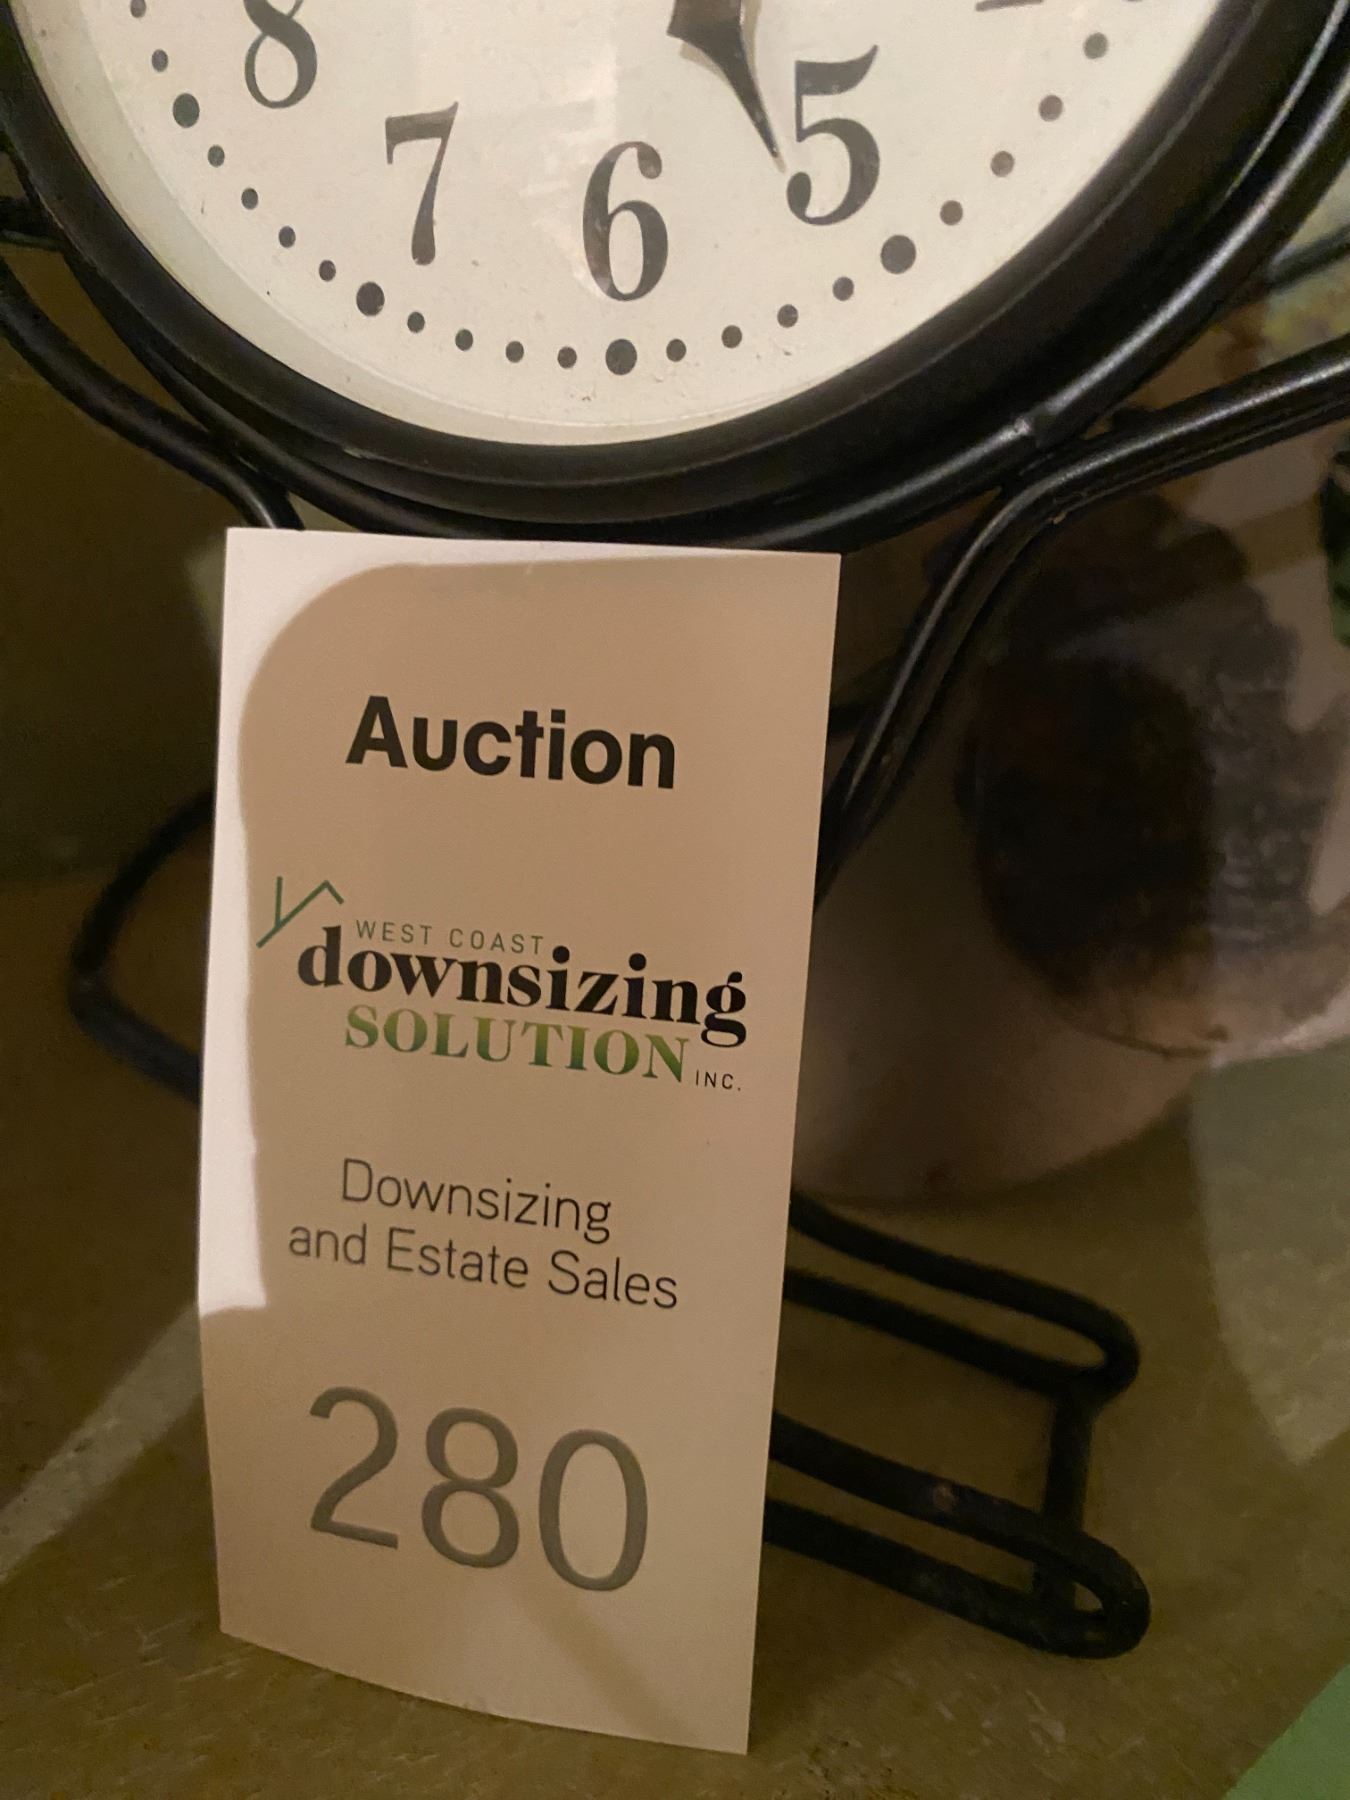 8
7
6
5
Auction
WEST COAST
downsizing
SOLUTION INC.
Downsizing
and Estate Sales
280